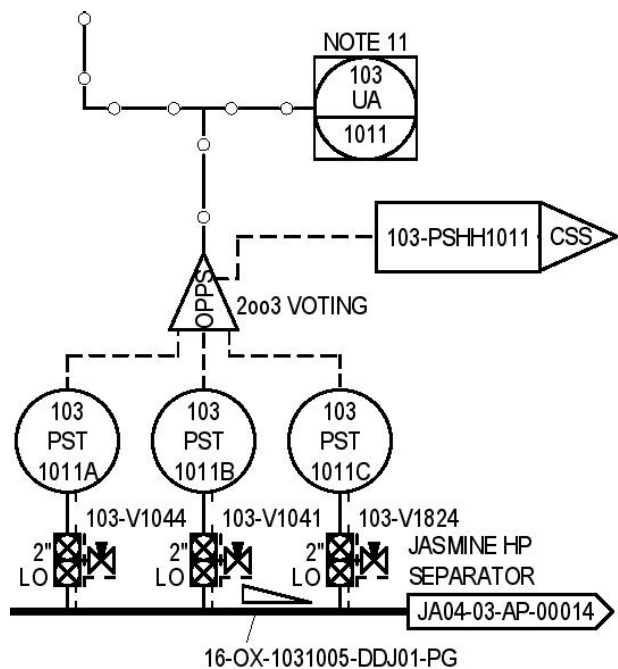 NOTE 11
103
UA
1011
103-PSHH1011
CSS
OPPS
2oo3 VOTING
103
PST
1011A
103
PST
1011B
103
PST
1011C
103-V1044
103-V1041
103-V1824
2"
LO
2"
LO
2"
LO
JASMINE HP
SEPARATOR
JA04-03-AP-00014
16-OX-1031005-DDJ01-PG